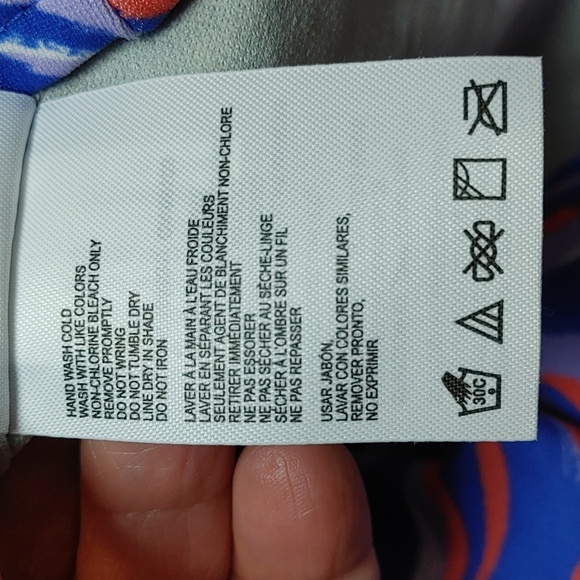 HAND WASH COLD
WASH WITH LIKE COLORS
NON-CHLORINE BLEACH ONLY
REMOVE PROMPTLY
DO NOT WRING
DO NOT TUMBLE DRY
LINE DRY IN SHADE
DO NOT IRON
LAVER À LA MAIN À L'EAU FROIDE
LAVER EN SÉPARANT LES COULEURS
SEULEMENT AGENT DE BLANCHIMENT NON-CHLORE
RETIRER IMMÉDIATEMENT
NE PAS ESSORER
NE PAS SÉCHER AU SÈCHE-LINGE
SÉCHER À L'OMBRE SUR UN FIL
NE PAS REPASSER
USAR JABÓN,
LAVAR CON COLORES SIMILARES,
REMOVER PRONTO,
NO EXPRIMIR
30C